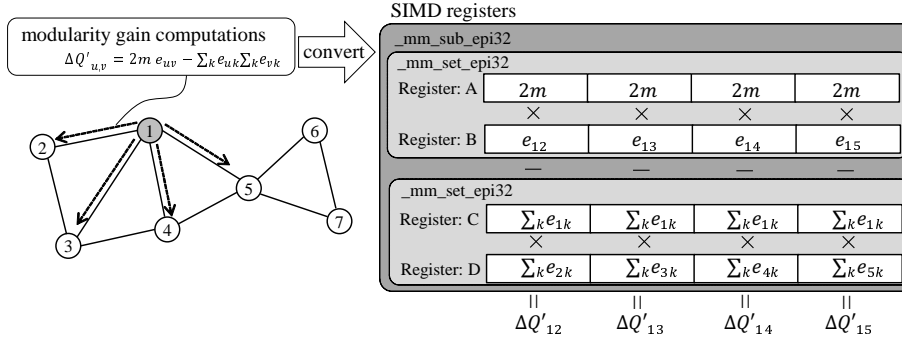 SIMD registers
modularity gain computations
ΔQ'u,v = 2m euv − ∑k euk ∑k evk
convert
_mm_sub_epi32
_mm_set_epi32
Register: A 2m 2m 2m 2m
× × × ×
Register: B e12 e13 e14 e15
— — — —
_mm_set_epi32
Register: C ∑k e1k ∑k e1k ∑k e1k ∑k e1k
× × × ×
Register: D ∑k e2k ∑k e3k ∑k e4k ∑k e5k
= = = =
ΔQ'12 ΔQ'13 ΔQ'14 ΔQ'15
1
6
2
5
3
4
7